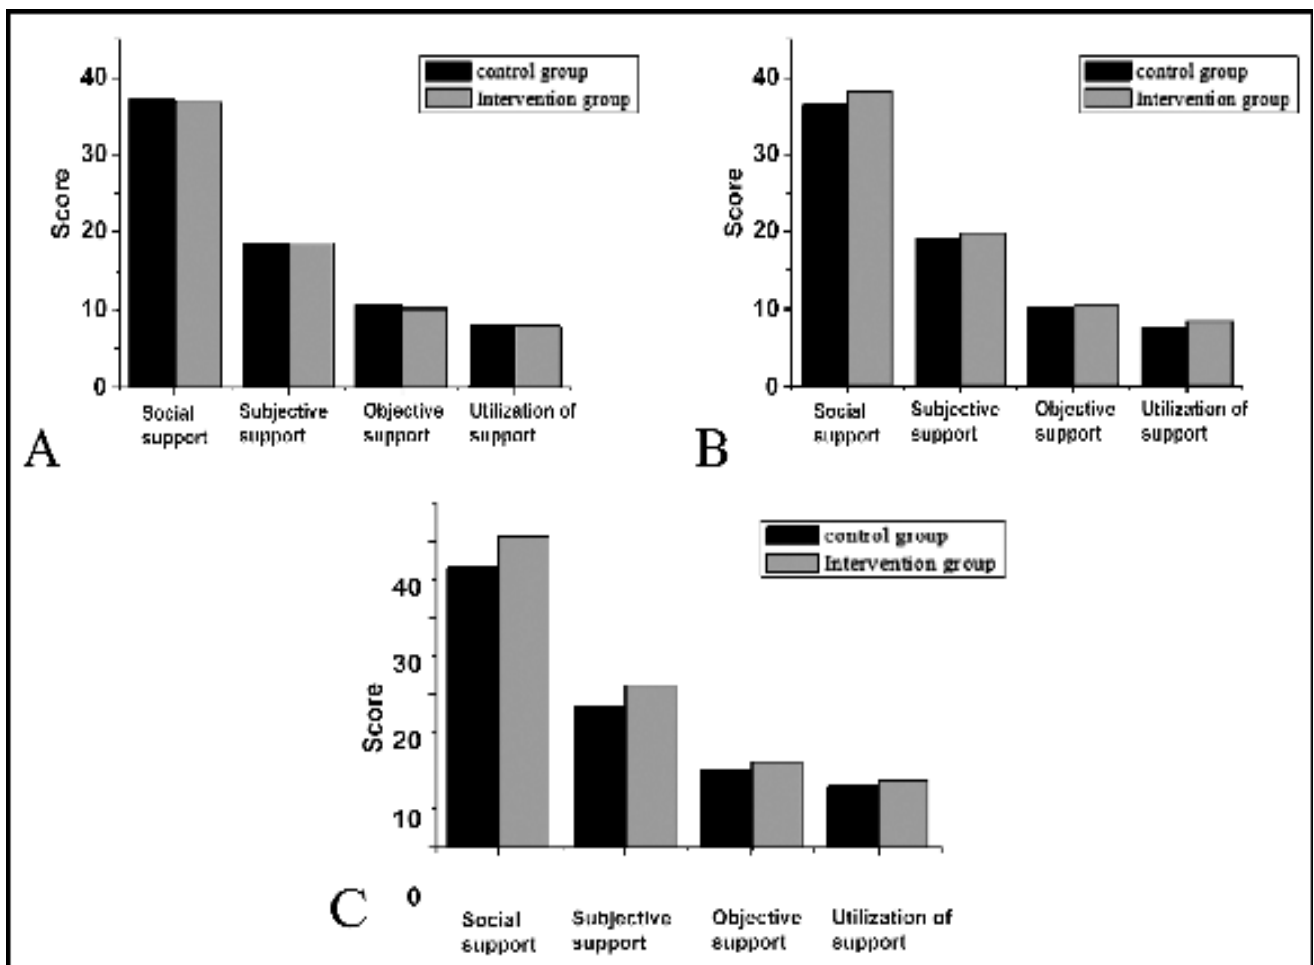 40
30
20
10
0
Score
control group
Intervention group
Social
support
Subjective
support
Objective
support
Utilization of
support
A
40
30
20
10
0
Score
control group
Intervention group
Social
support
Subjective
support
Objective
support
Utilization of
support
B
40
30
20
10
0
Score
control group
Intervention group
Social
support
Subjective
support
Objective
support
Utilization of
support
C